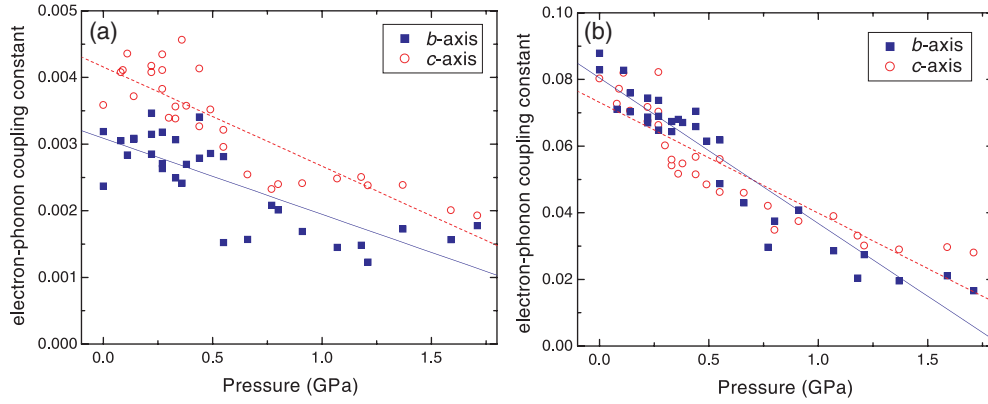 (a)
b-axis
c-axis
electron-phonon coupling constant
0.005
0.004
0.003
0.002
0.001
0.000
0.0 0.5 1.0 1.5
Pressure (GPa)
(b)
b-axis
c-axis
electron-phonon coupling constant
0.10
0.08
0.06
0.04
0.02
0.00
0.0 0.5 1.0 1.5
Pressure (GPa)